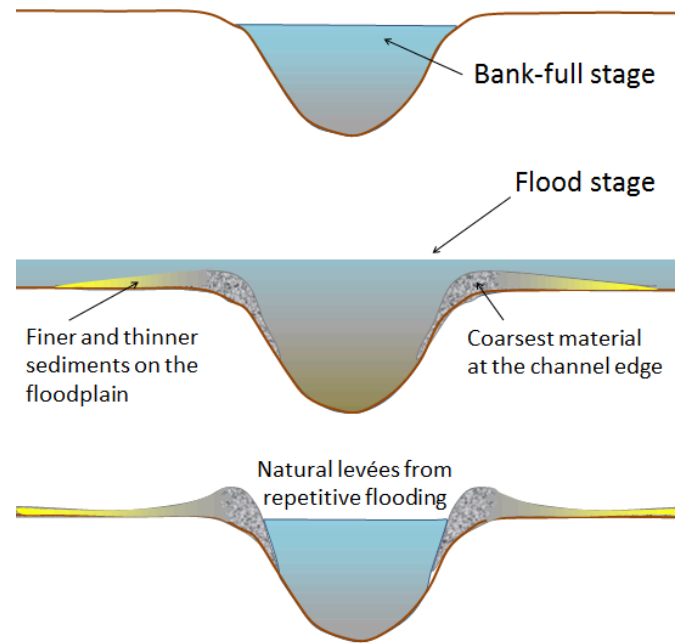 Bank-full stage
Flood stage
Finer and thinner
sediments on the
floodplain
Coarsest material
at the channel edge
Natural levées from
repetitive flooding